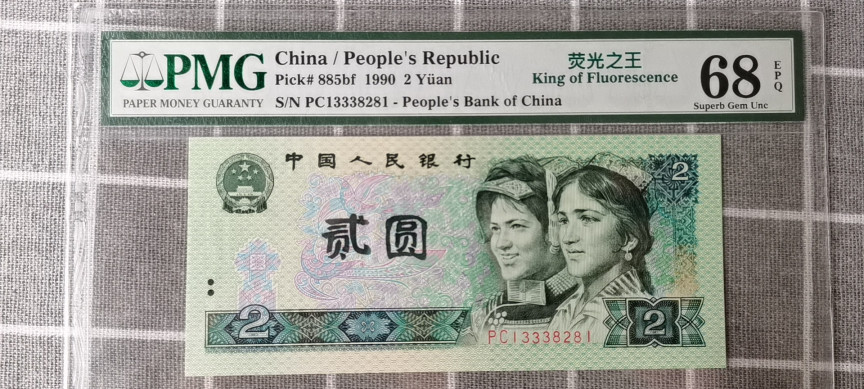 PMG
PAPER MONEY GUARANTY
China / People's Republic
Pick# 885bf 1990 2 Yüan
S/N PC13338281 - People's Bank of China
荧光之王
King of Fluorescence
68
EPQ
Superb Gem Unc
中国人民银行
2
贰圆
2
2
PC13338281